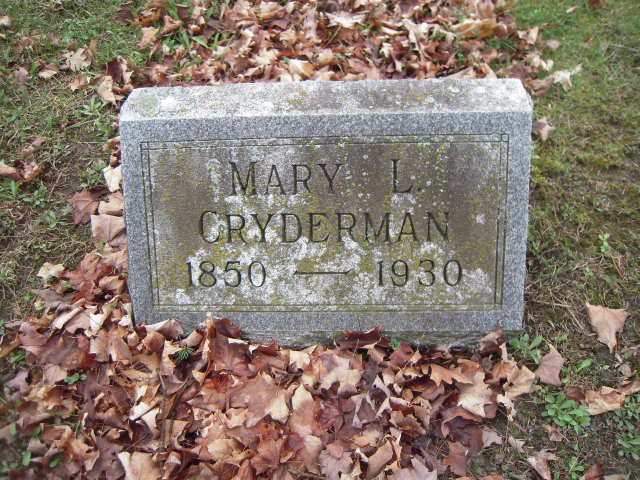 MARY L.
CRYDERMAN
1850 — 1930